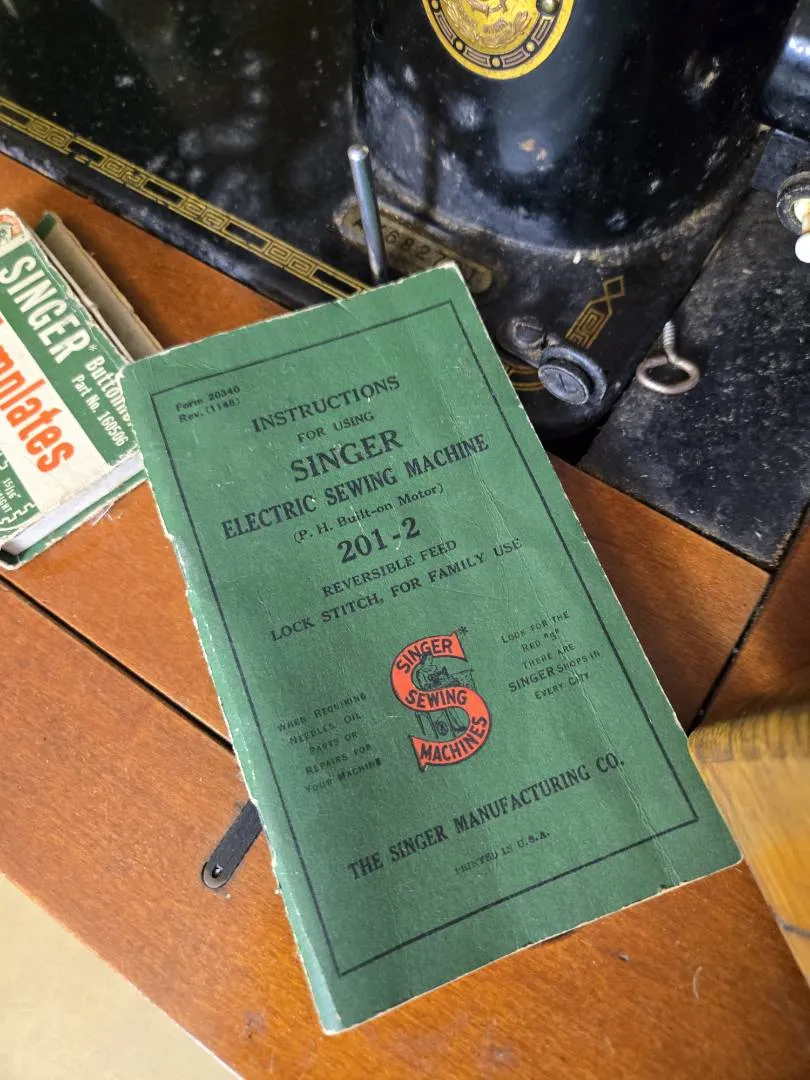 Form 20340
Rev. (1148)
INSTRUCTIONS
FOR USING
SINGER
ELECTRIC SEWING MACHINE
(P. H. Built-on Motor)
201-2
REVERSIBLE FEED
LOCK STITCH, FOR FAMILY USE
SINGER*
SEWING
MACHINES
WHEN REQUIRING
NEEDLES, OIL
PARTS OR
REPAIRS FOR
YOUR MACHINE
LOOK FOR THE
RED "S"
THERE ARE
SINGER SHOPS IN
EVERY CITY
THE SINGER MANUFACTURING CO.
PRINTED IN U.S.A.
SINGER*
Part No. 160506
mplates
15/16"